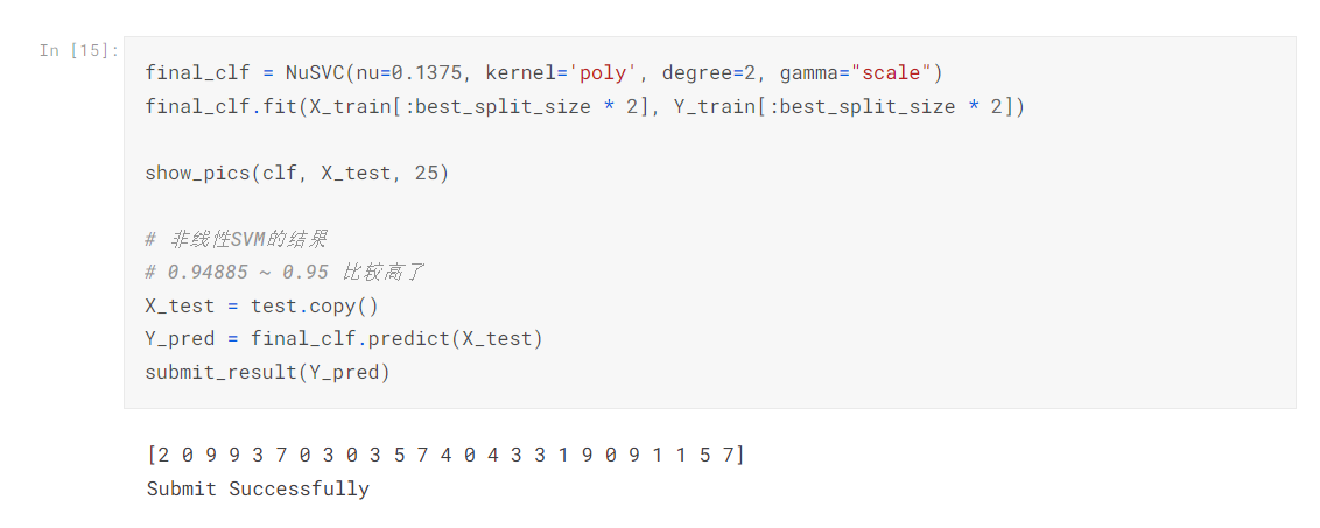 In [15]:
final_clf = NuSVC(nu=0.1375, kernel='poly', degree=2, gamma="scale")
final_clf.fit(X_train[:best_split_size * 2], Y_train[:best_split_size * 2])
show_pics(clf, X_test, 25)
# 非线性SVM的结果
# 0.94885 ~ 0.95 比较高了
X_test = test.copy()
Y_pred = final_clf.predict(X_test)
submit_result(Y_pred)
[2 0 9 9 3 7 0 3 0 3 5 7 4 0 4 3 3 1 9 0 9 1 1 5 7]
Submit Successfully